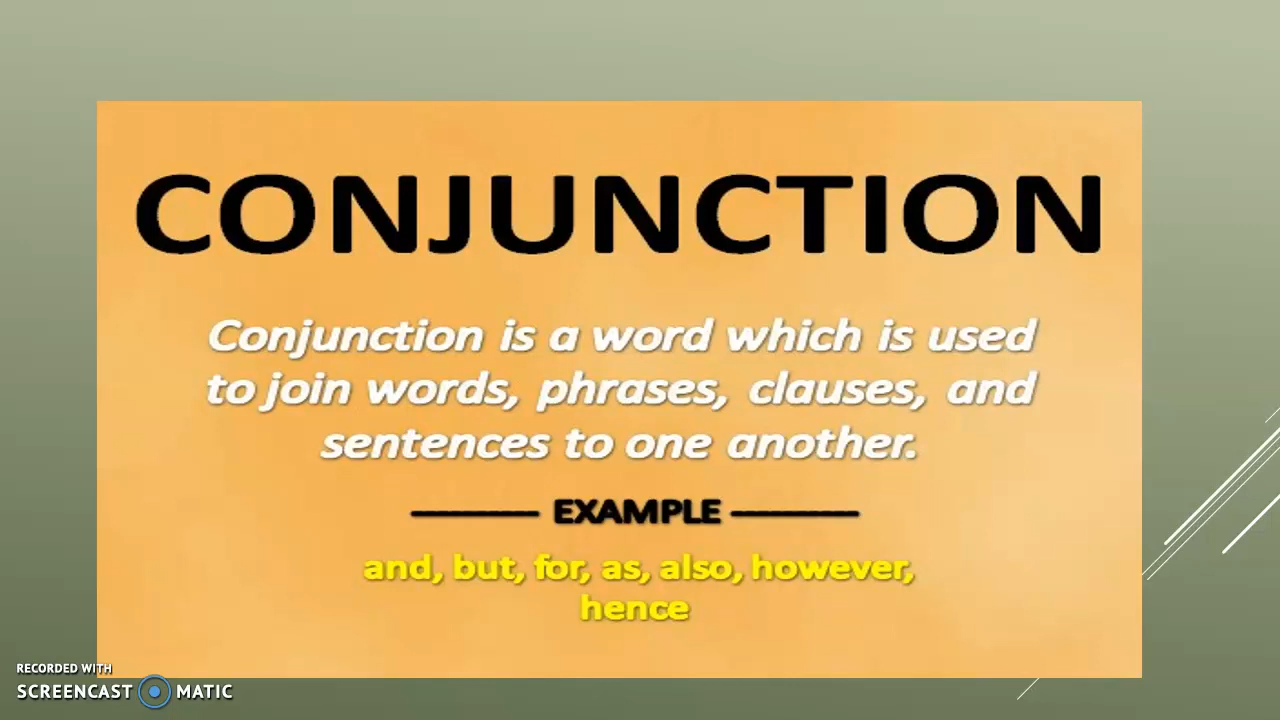 CONJUNCTION
Conjunction is a word which is used
to join words, phrases, clauses, and
sentences to one another.
EXAMPLE
and, but, for, as, also, however,
hence
RECORDED WITH
SCREENCAST MATIC